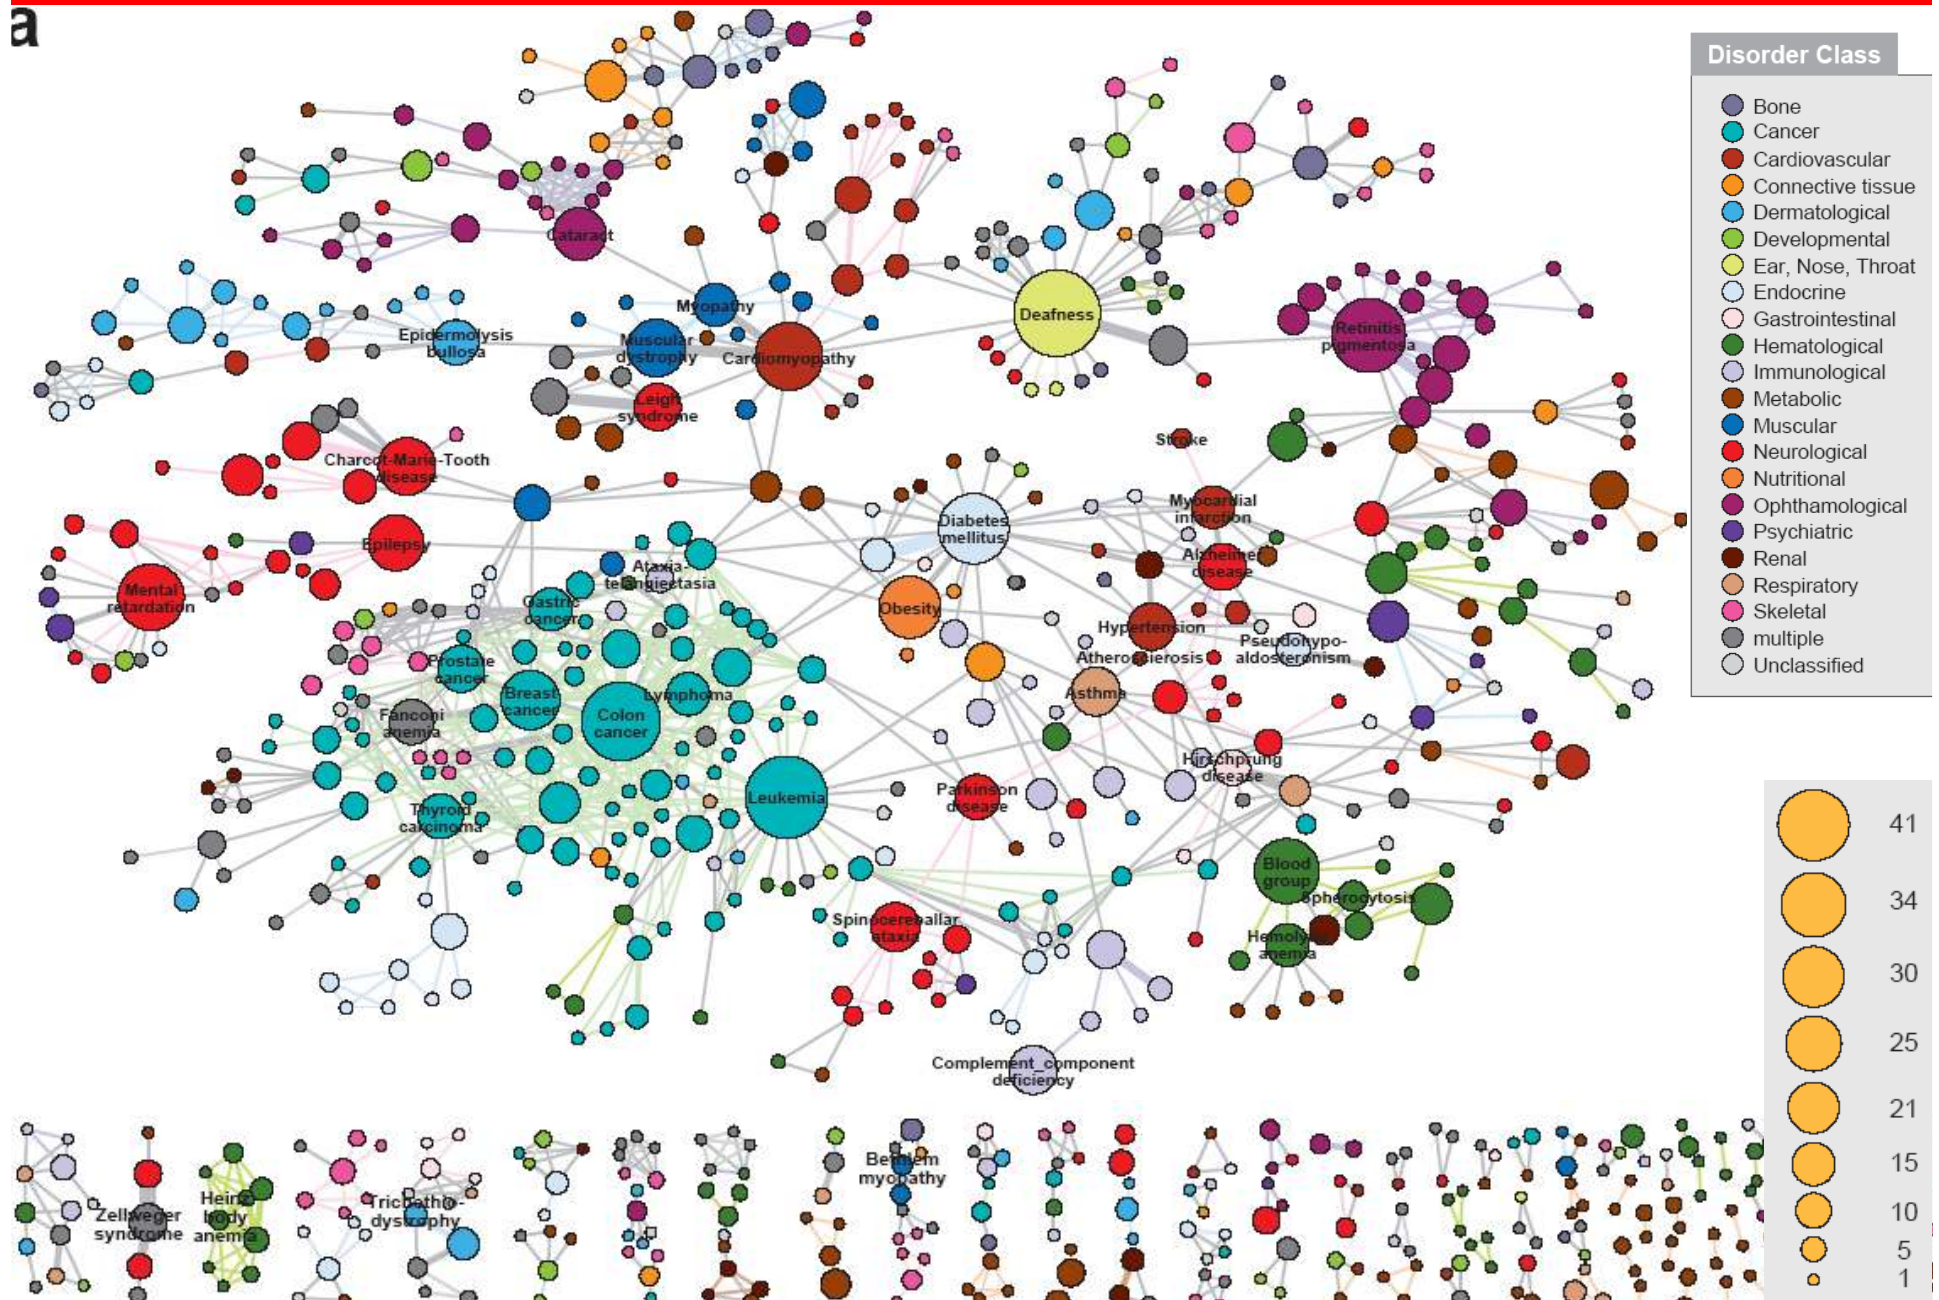 a
Disorder Class
Bone
Cancer
Cardiovascular
Connective tissue
Dermatological
Developmental
Ear, Nose, Throat
Endocrine
Gastrointestinal
Hematological
Immunological
Metabolic
Muscular
Neurological
Nutritional
Ophthamological
Psychiatric
Renal
Respiratory
Skeletal
multiple
Unclassified
Cataract
Myopathy
Epidermolysis
bullosa
Muscular
dystrophy
Cardiomyopathy
Deafness
Retinitis
pigmentosa
Leigh
syndrome
Charcot-Marie-Tooth
disease
Stroke
Myocardial
infarction
Diabetes
mellitus
Epilepsy
Alzheimer
disease
Ataxia-
telangiectasia
Mental
retardation
Gastric
cancer
Obesity
Hypertension
Pseudohypo-
aldosteronism
Atherosclerosis
Prostate
cancer
Breast
cancer
Lymphoma
Asthma
Fanconi
anemia
Colon
cancer
Hirschprung
disease
Parkinson
disease
Leukemia
Thyroid
carcinoma
Blood
group
Spherocytosis
Spinocereballar
ataxia
Hemolytic
anemia
Complement_component
deficiency
Bethlem
myopathy
Zellweger
syndrome
Heinz
body
anemia
Trichothio-
dystrophy
41
34
30
25
21
15
10
5
1